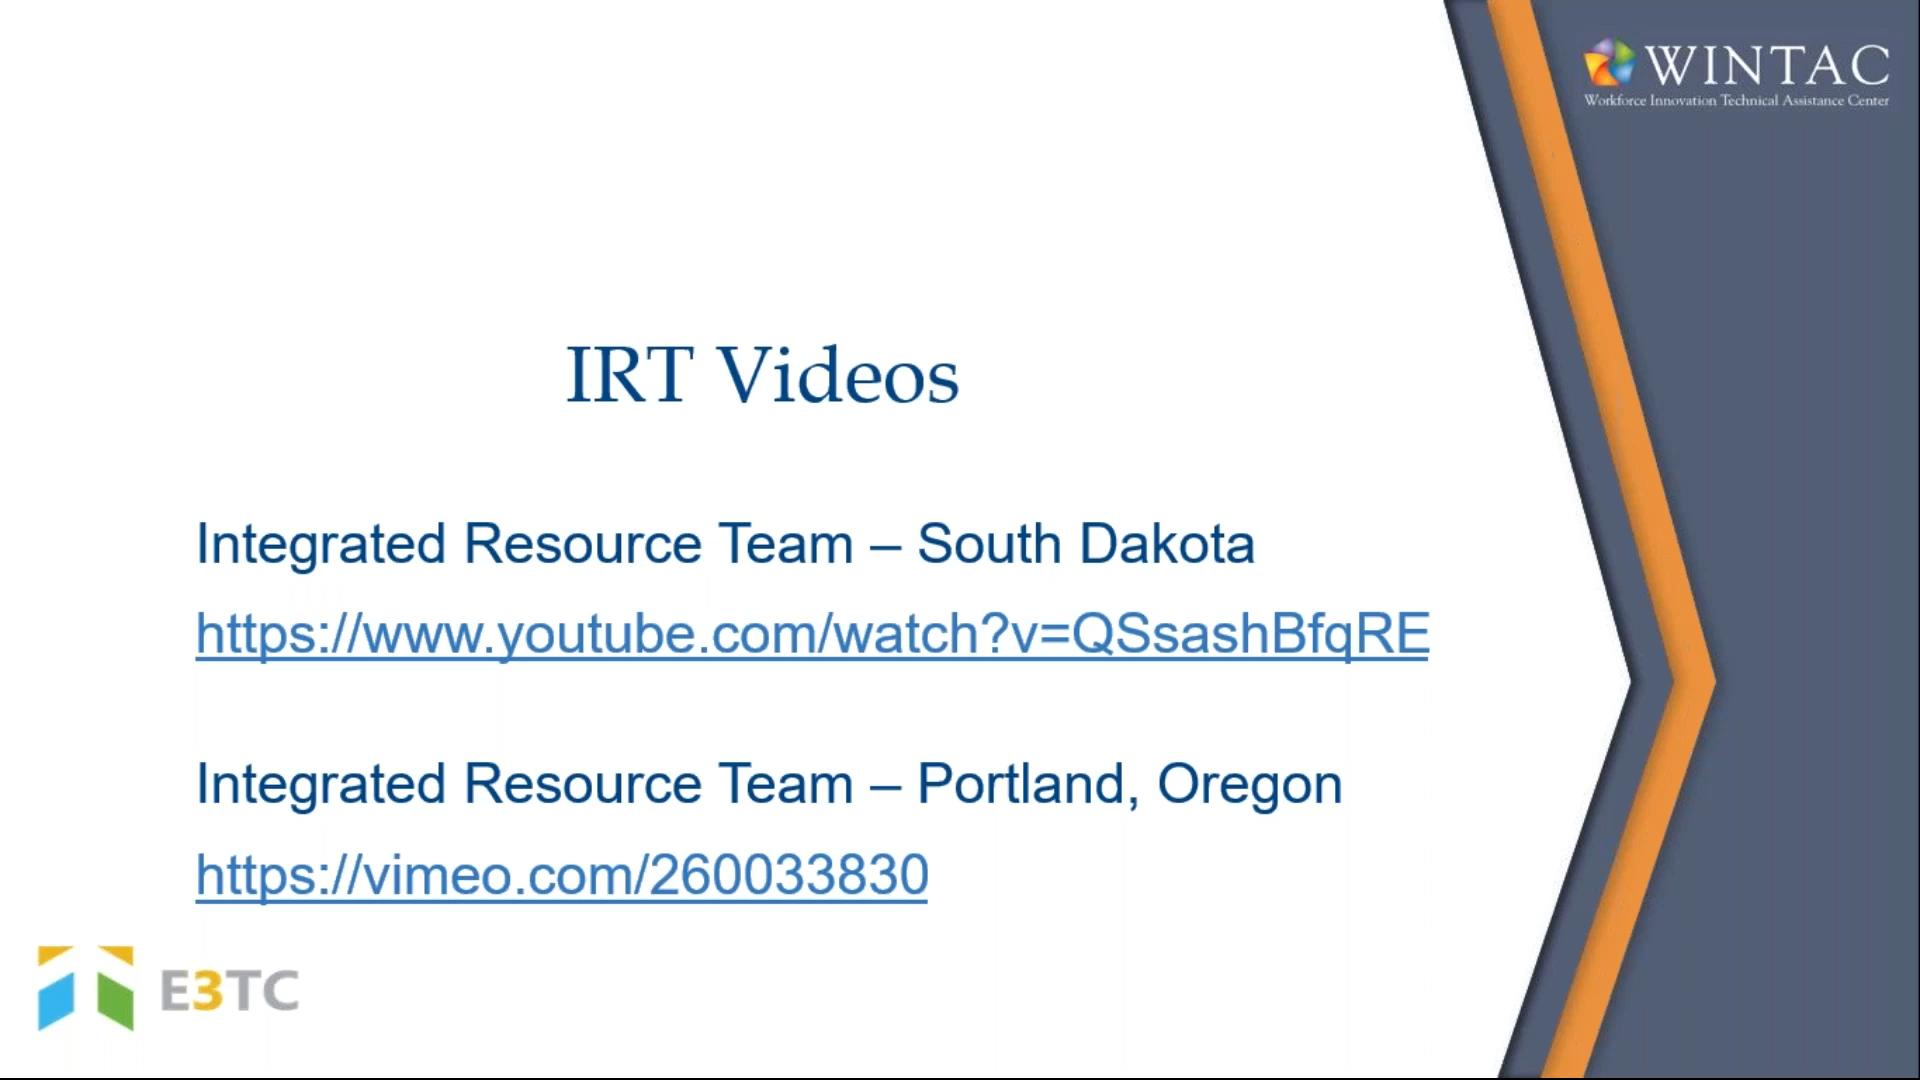 WINTAC
Workforce Innovation Technical Assistance Center
IRT Videos
Integrated Resource Team – South Dakota
https://www.youtube.com/watch?v=QSsashBfqRE
Integrated Resource Team – Portland, Oregon
https://vimeo.com/260033830
E3TC